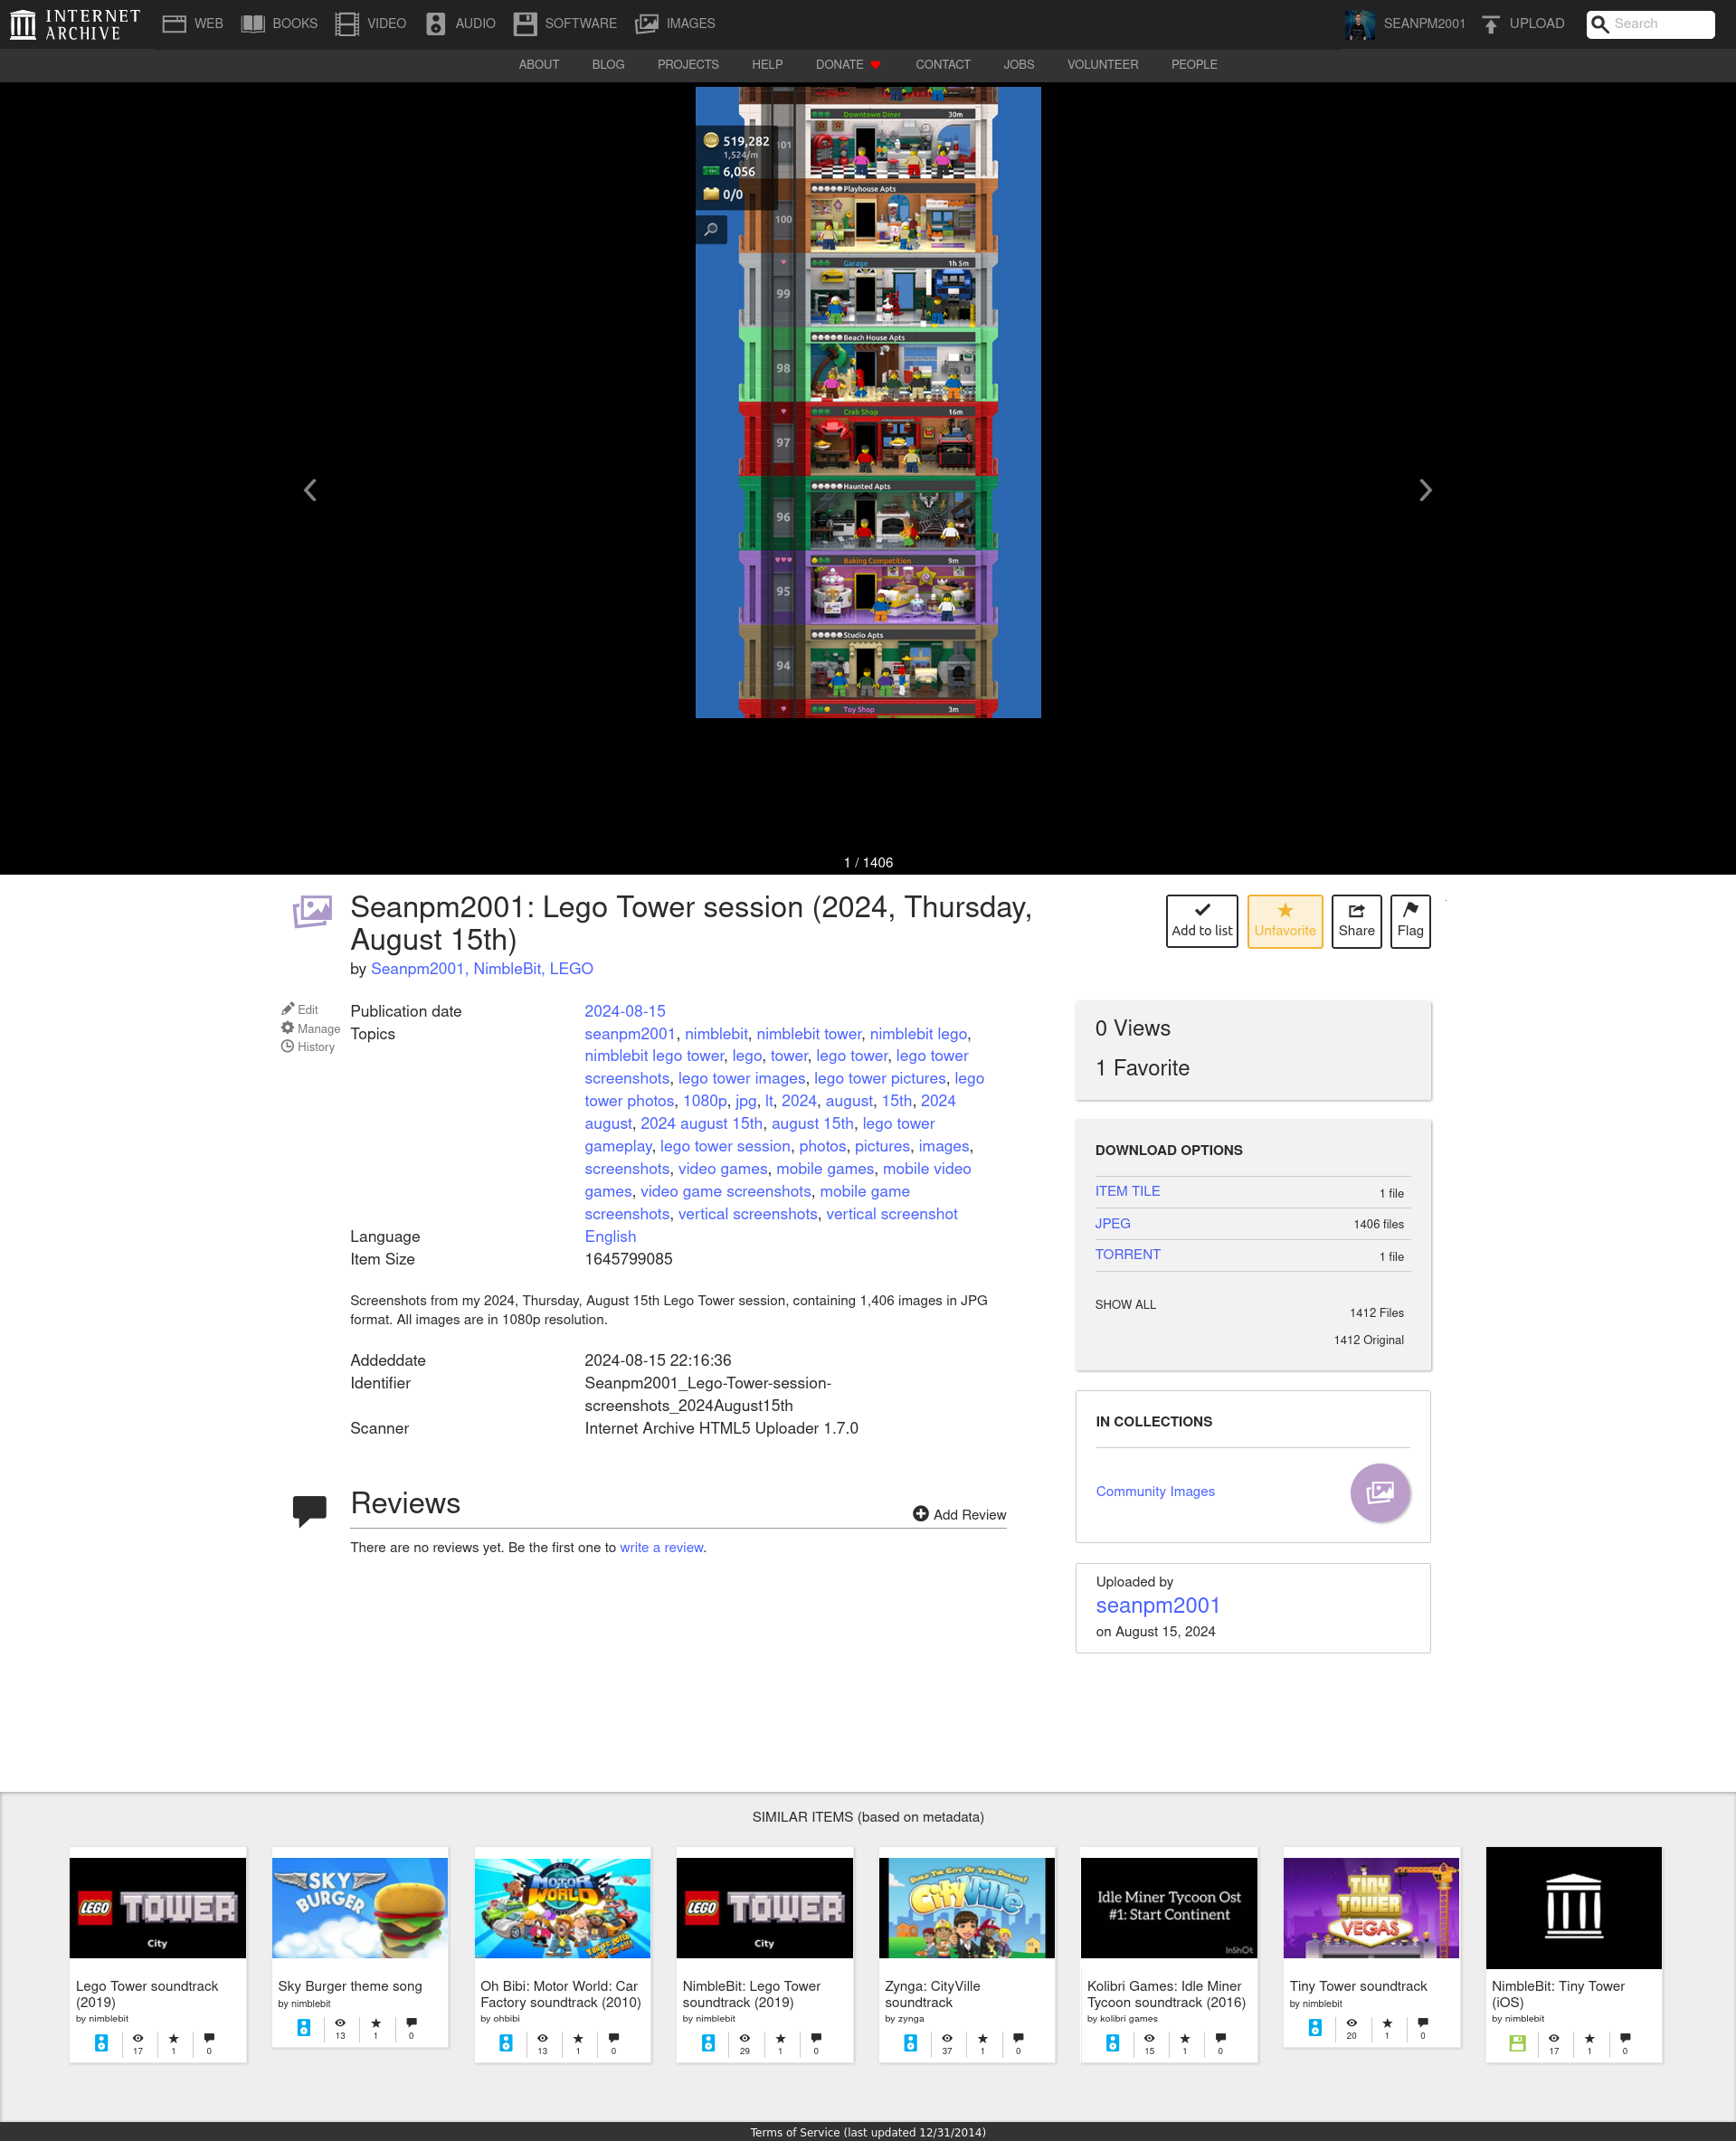 INTERNET ARCHIVE
WEB BOOKS VIDEO AUDIO SOFTWARE IMAGES
SEANPM2001 UPLOAD Search
ABOUT BLOG PROJECTS HELP DONATE CONTACT JOBS VOLUNTEER PEOPLE
519,282
1,524/m
6,056
0/0
Downtown Diner 30m
101
Playhouse Apts
100
Garage 1h 5m
99
Beach House Apts
98
Crab Shop 16m
97
Haunted Apts
96
Baking Competition 9m
95
Studio Apts
94
Toy Shop 3m
1 / 1406
Seanpm2001: Lego Tower session (2024, Thursday,
August 15th)
by Seanpm2001, NimbleBit, LEGO
Add to list
Unfavorite
Share
Flag
Edit
Manage
History
Publication date 2024-08-15
Topics seanpm2001, nimblebit, nimblebit tower, nimblebit lego,
nimblebit lego tower, lego, tower, lego tower, lego tower
screenshots, lego tower images, lego tower pictures, lego
tower photos, 1080p, jpg, lt, 2024, august, 15th, 2024
august, 2024 august 15th, august 15th, lego tower
gameplay, lego tower session, photos, pictures, images,
screenshots, video games, mobile games, mobile video
games, video game screenshots, mobile game
screenshots, vertical screenshots, vertical screenshot
Language English
Item Size 1645799085
Screenshots from my 2024, Thursday, August 15th Lego Tower session, containing 1,406 images in JPG
format. All images are in 1080p resolution.
Addeddate 2024-08-15 22:16:36
Identifier Seanpm2001_Lego-Tower-session-
screenshots_2024August15th
Scanner Internet Archive HTML5 Uploader 1.7.0
Reviews
Add Review
There are no reviews yet. Be the first one to write a review.
0 Views
1 Favorite
DOWNLOAD OPTIONS
ITEM TILE 1 file
JPEG 1406 files
TORRENT 1 file
SHOW ALL 1412 Files
1412 Original
IN COLLECTIONS
Community Images
Uploaded by
seanpm2001
on August 15, 2024
SIMILAR ITEMS (based on metadata)
LEGO TOWER
City
Lego Tower soundtrack
(2019)
by nimblebit
17 1 0
SKY BURGER
Sky Burger theme song
by nimblebit
13 1 0
MOTOR WORLD
Oh Bibi: Motor World: Car
Factory soundtrack (2010)
by ohbibi
13 1 0
LEGO TOWER
City
NimbleBit: Lego Tower
soundtrack (2019)
by nimblebit
29 1 0
BUILD THE CITY OF YOUR DREAMS!
CityVille
Zynga: CityVille
soundtrack
by zynga
37 1 0
Idle Miner Tycoon Ost
#1: Start Continent
InShOt
Kolibri Games: Idle Miner
Tycoon soundtrack (2016)
by kolibri games
15 1 0
TINY TOWER VEGAS
Tiny Tower soundtrack
by nimblebit
20 1 0
NimbleBit: Tiny Tower
(iOS)
by nimblebit
17 1 0
Terms of Service (last updated 12/31/2014)